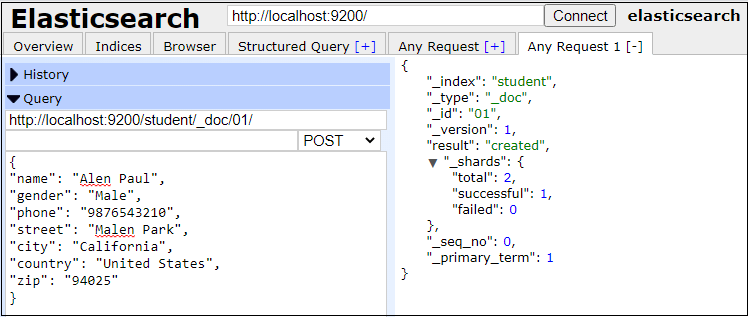 Elasticsearch http://localhost:9200/ Connect elasticsearch
Overview Indices Browser Structured Query [+] Any Request [+] Any Request 1 [-]
History
Query
http://localhost:9200/student/_doc/01/
POST
{
"name": "Alen Paul",
"gender": "Male",
"phone": "9876543210",
"street": "Malen Park",
"city": "California",
"country": "United States",
"zip": "94025"
}
{
"_index": "student",
"_type": "_doc",
"_id": "01",
"_version": 1,
"result": "created",
"_shards": {
"total": 2,
"successful": 1,
"failed": 0
},
"_seq_no": 0,
"_primary_term": 1
}